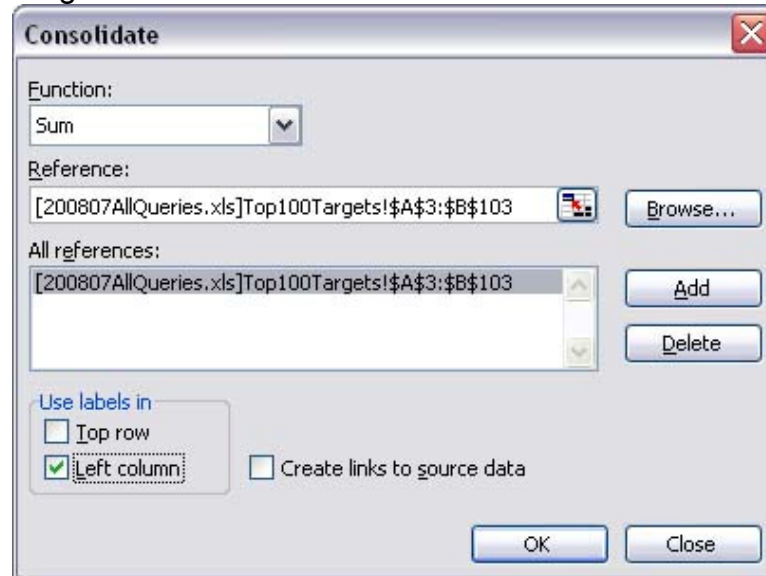 Consolidate
Function:
Sum
Reference:
[200807AllQueries.xls]Top100Targets!$A$3:$B$103
Browse...
All references:
[200807AllQueries.xls]Top100Targets!$A$3:$B$103
Add
Delete
Use labels in
Top row
Left column
Create links to source data
OK
Close